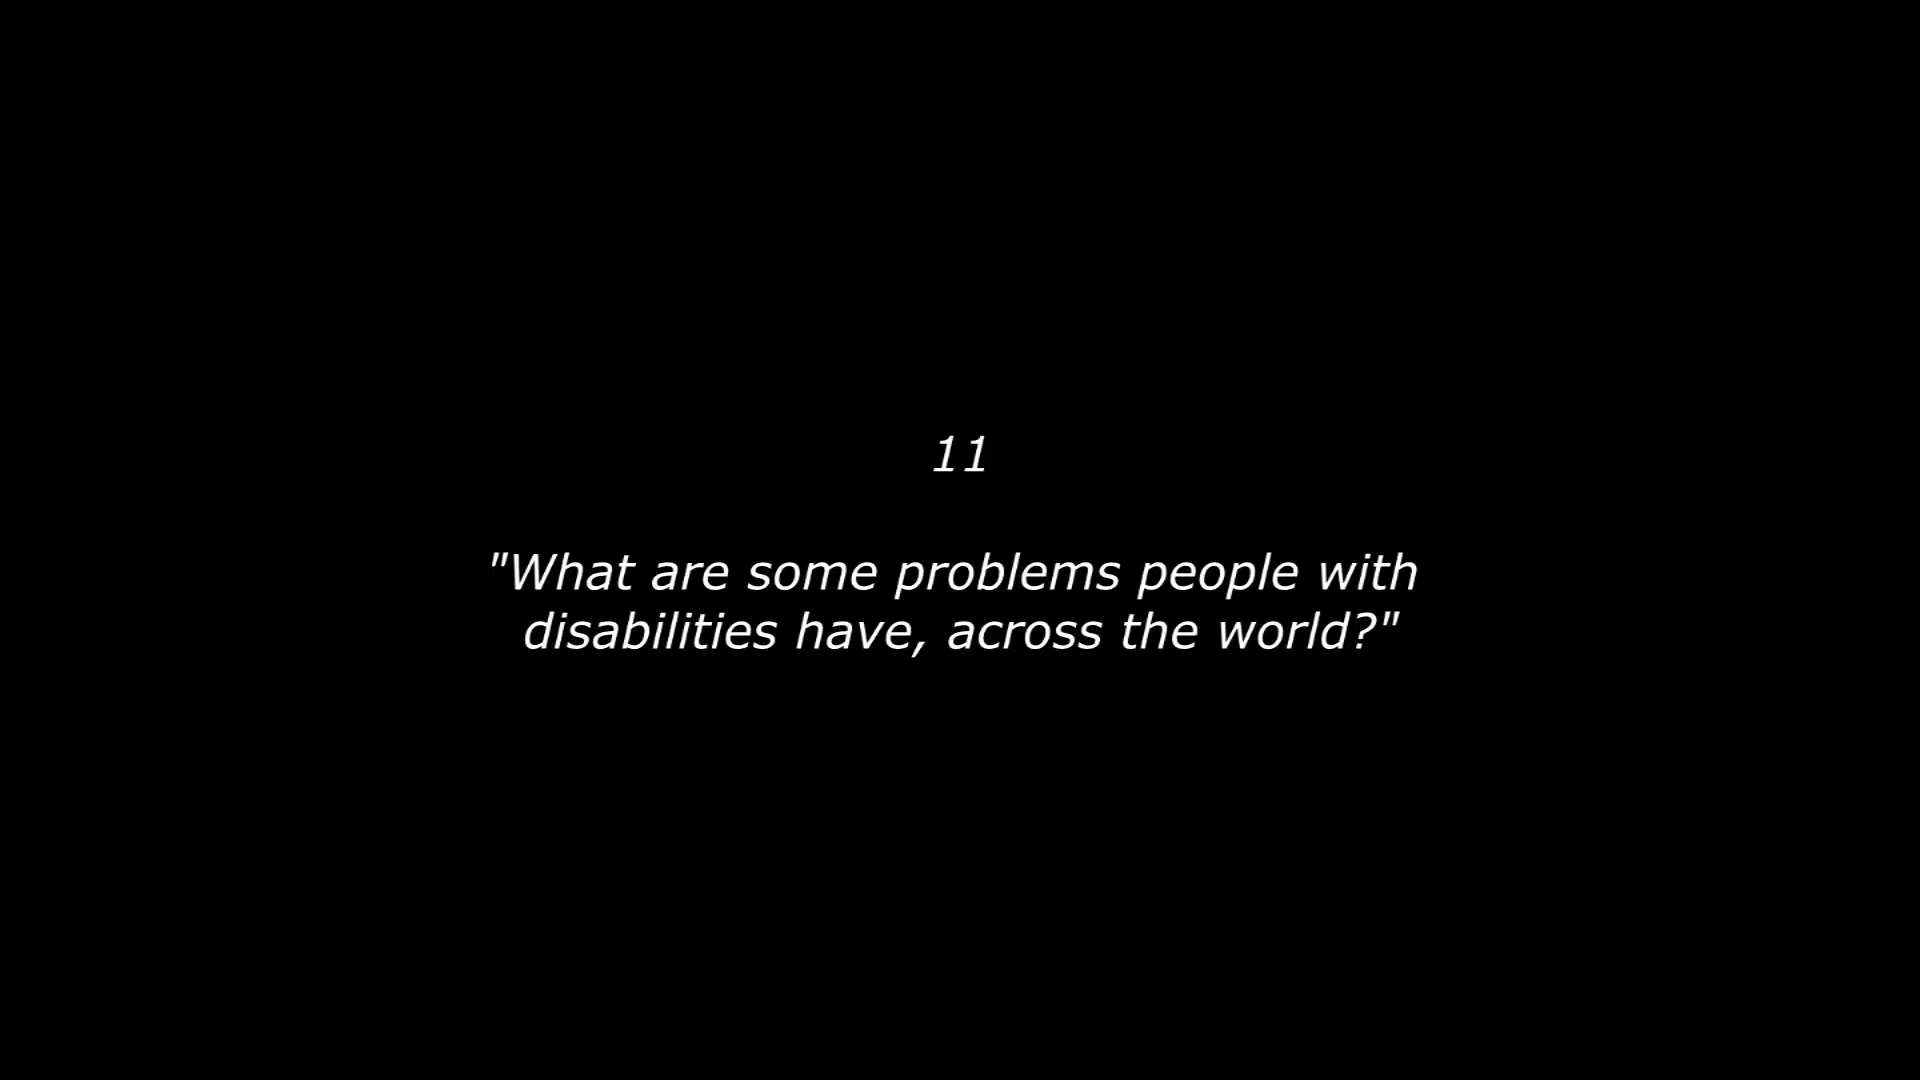 11
"What are some problems people with
disabilities have, across the world?"